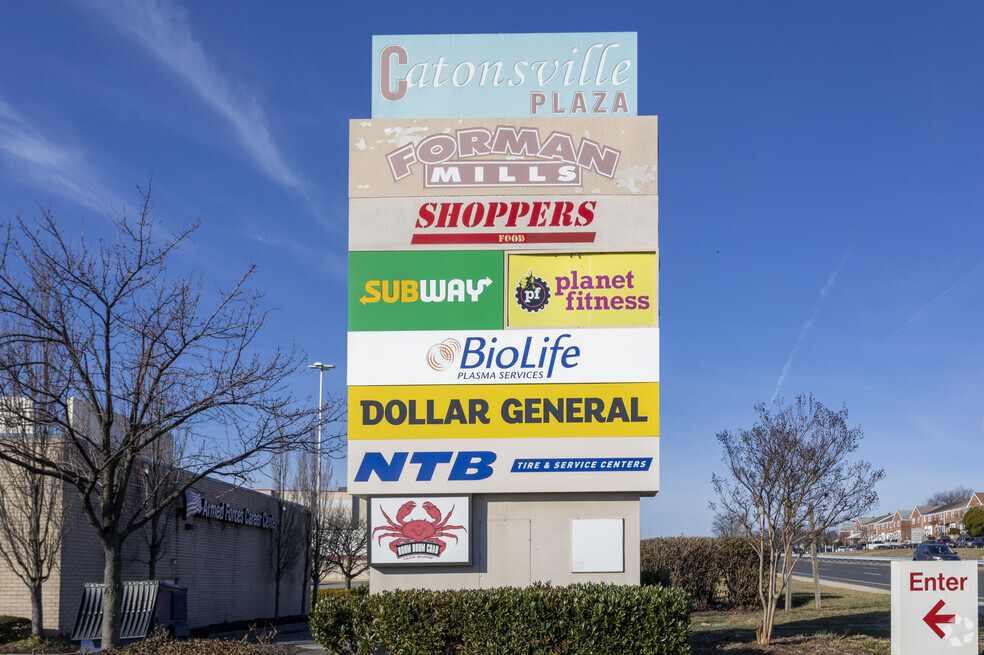 Catonsville
PLAZA
FORMAN
MILLS
SHOPPERS
FOOD
SUBWAY
pf planet
fitness
BioLife
PLASMA SERVICES
DOLLAR GENERAL
NTB TIRE & SERVICE CENTERS
BOOM BOOM CRAB
Armed Forces Career Center
Enter